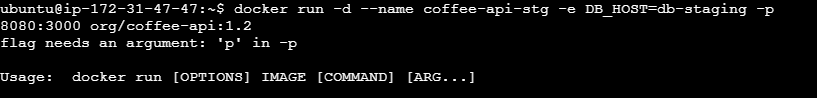 ubuntu@ip-172-31-47-47:~$ docker run -d --name coffee-api-stg -e DB_HOST=db-staging -p
8080:3000 org/coffee-api:1.2
flag needs an argument: 'p' in -p
Usage:  docker run [OPTIONS] IMAGE [COMMAND] [ARG...]